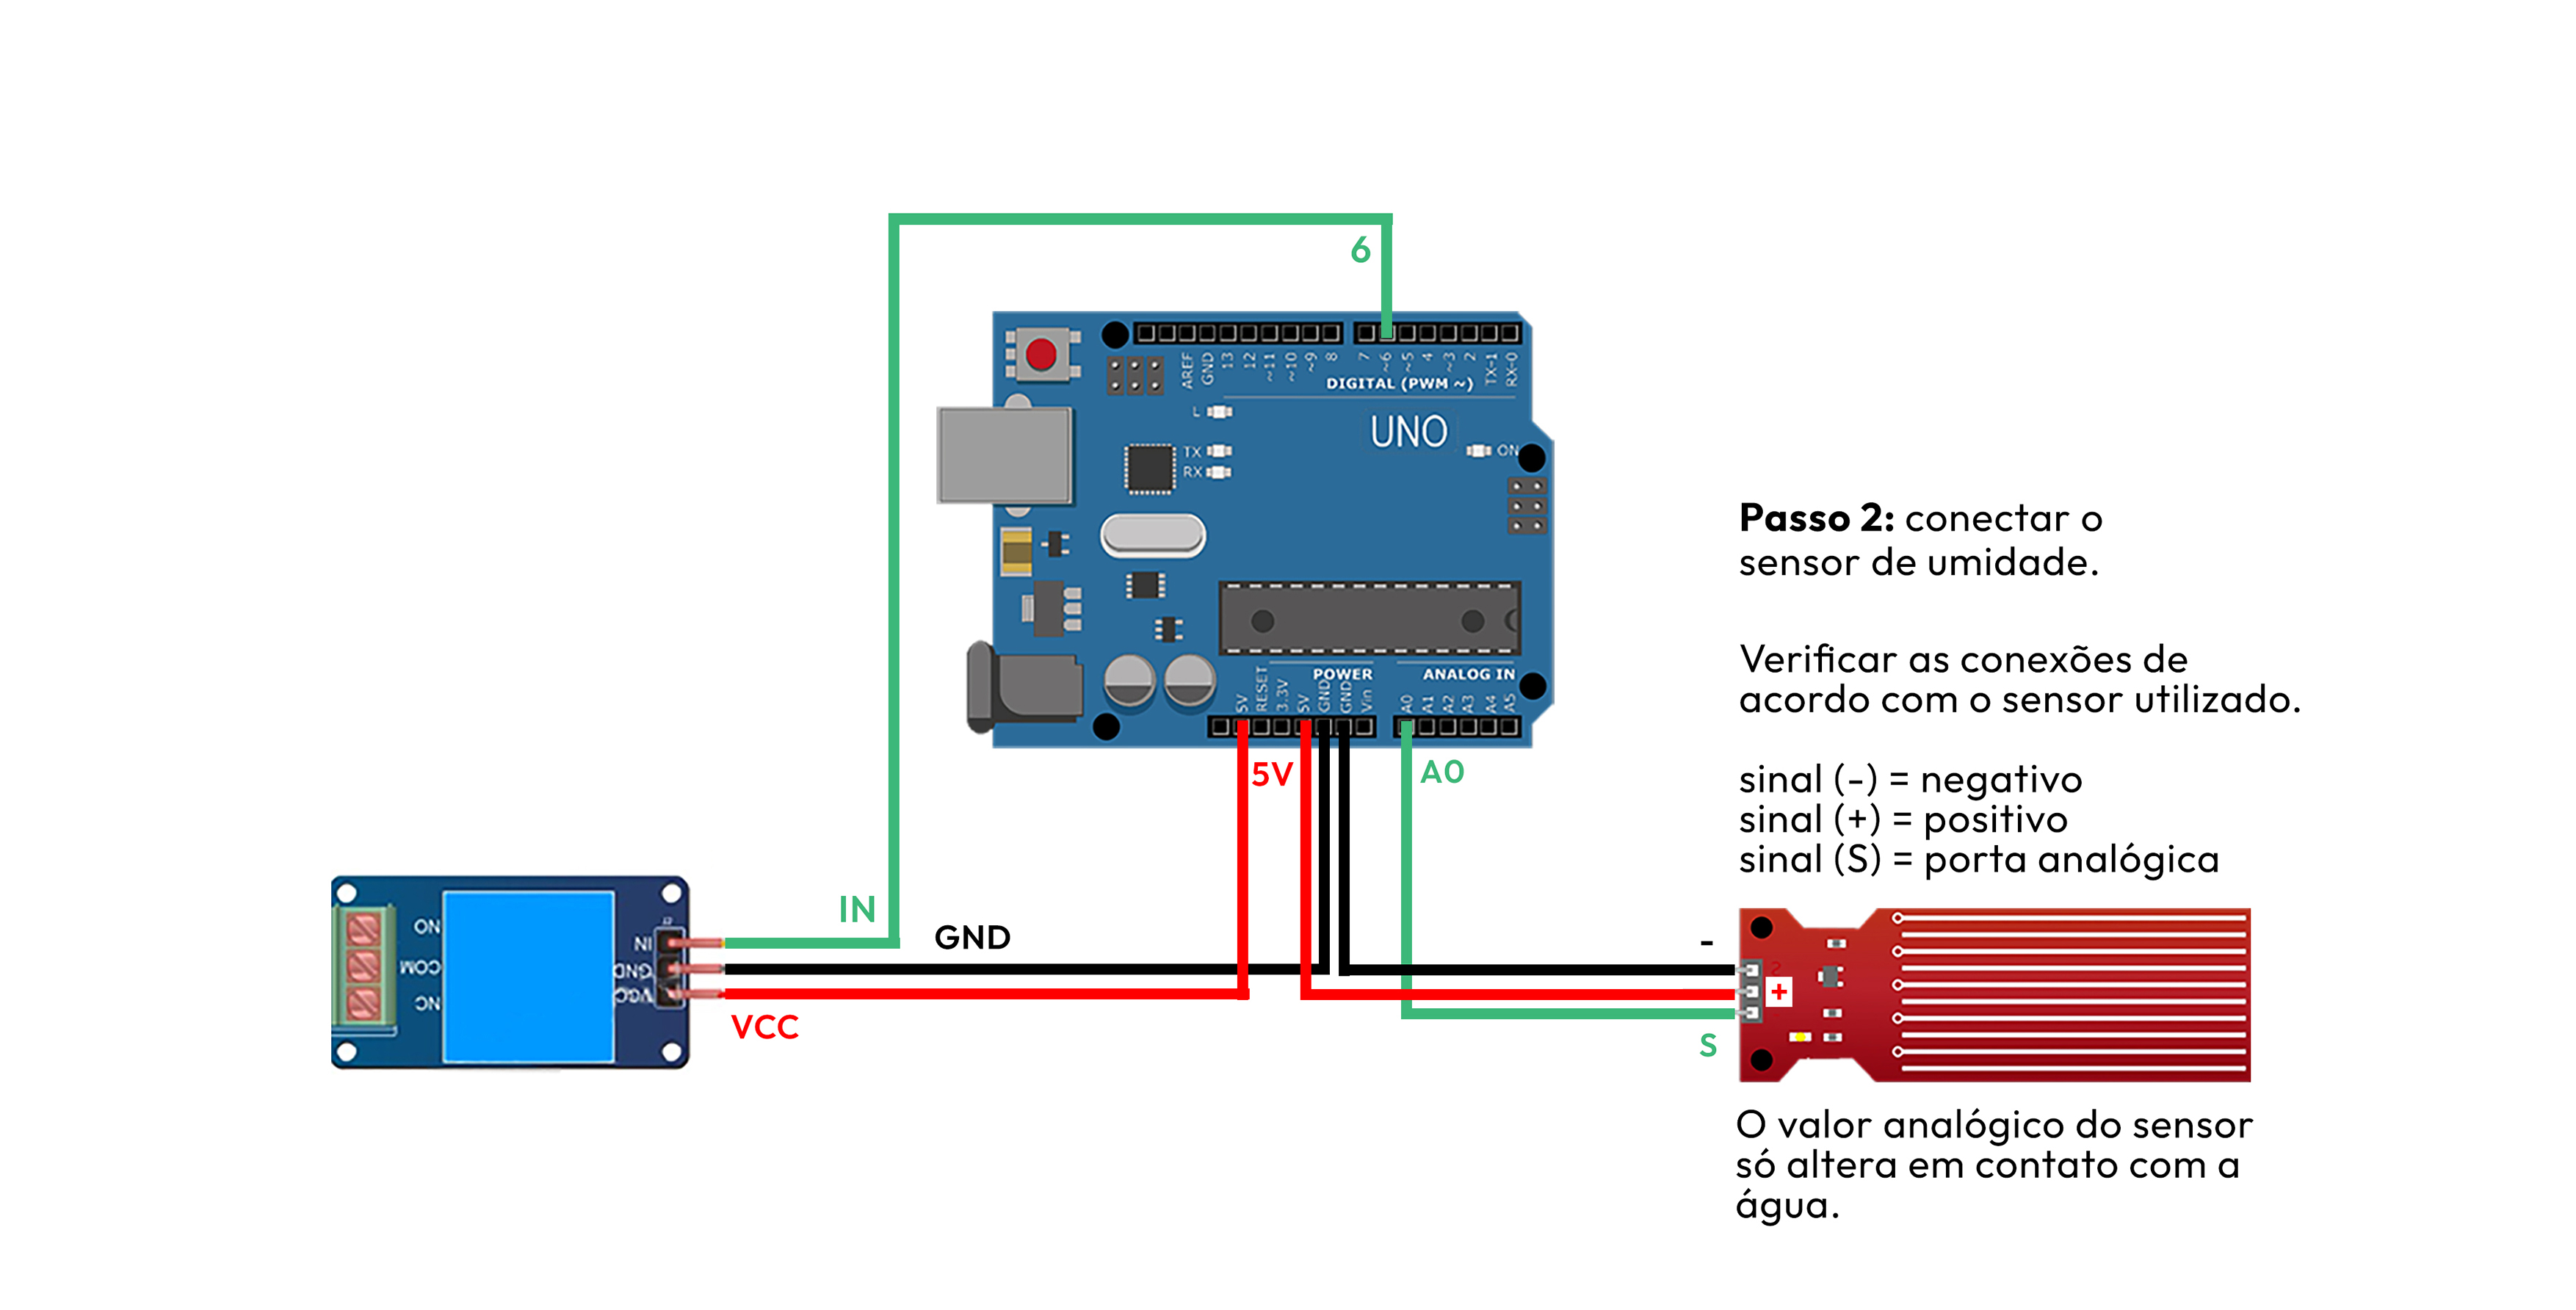 6
AREF
GND
13
12
~11
~10
~9
8
7
~6
~5
4
~3
2
TX-1
RX-0
DIGITAL (PWM ~)
L
UNO
TX
RX
ON
Passo 2: conectar o
sensor de umidade.
Verificar as conexões de
acordo com o sensor utilizado.
POWER
ANALOG IN
5V
RESET
3.3V
5V
GND
GND
Vin
A0
A1
A2
A3
A4
A5
5V
A0
sinal (-) = negativo
sinal (+) = positivo
sinal (S) = porta analógica
IN
GND
VCC
NO
COM
NC
IN
GND
VCC
-
+
S
O valor analógico do sensor
só altera em contato com a
água.